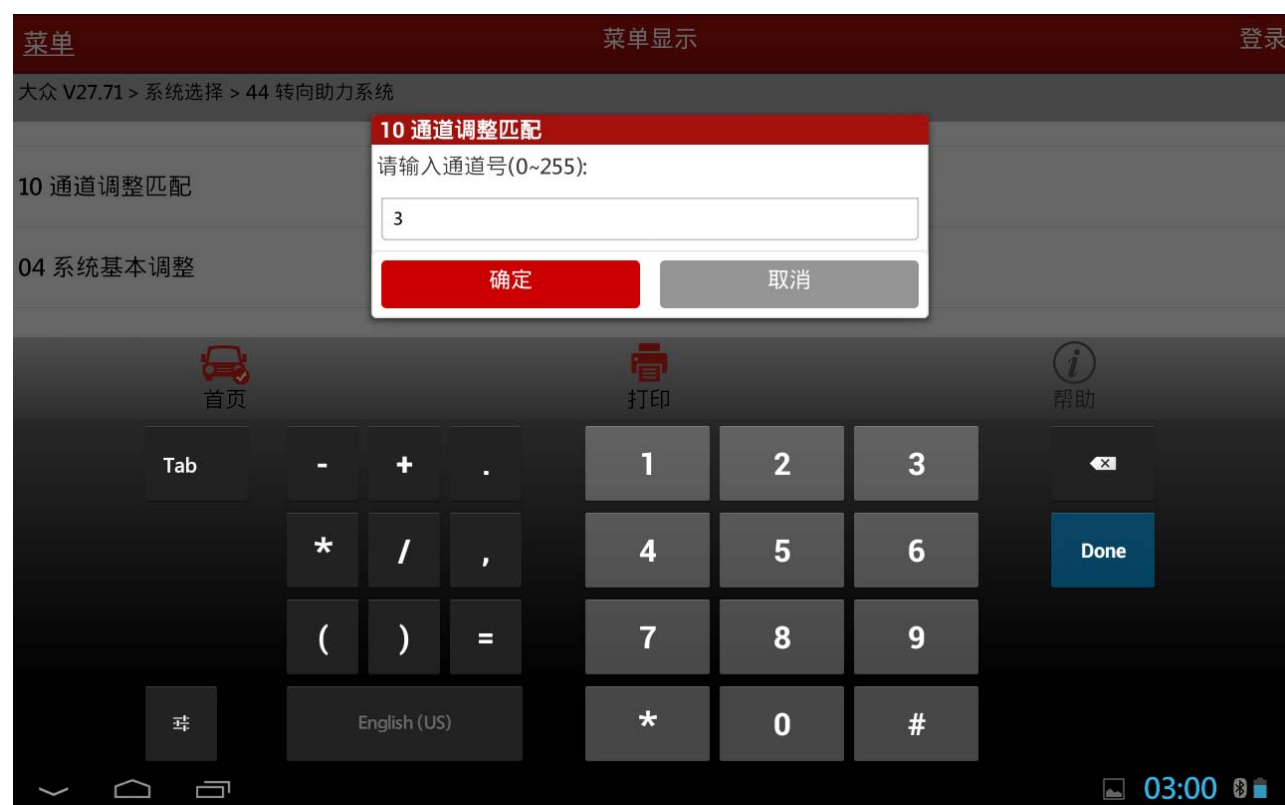 菜单
菜单显示
登录
大众 V27.71 > 系统选择 > 44 转向助力系统
10 通道调整匹配
请输入通道号(0~255):
10 通道调整匹配
3
04 系统基本调整
确定
取消
首页
打印
帮助
Tab - + . 1 2 3
* / , 4 5 6 Done
( ) = 7 8 9
English (US) * 0 #
03:00